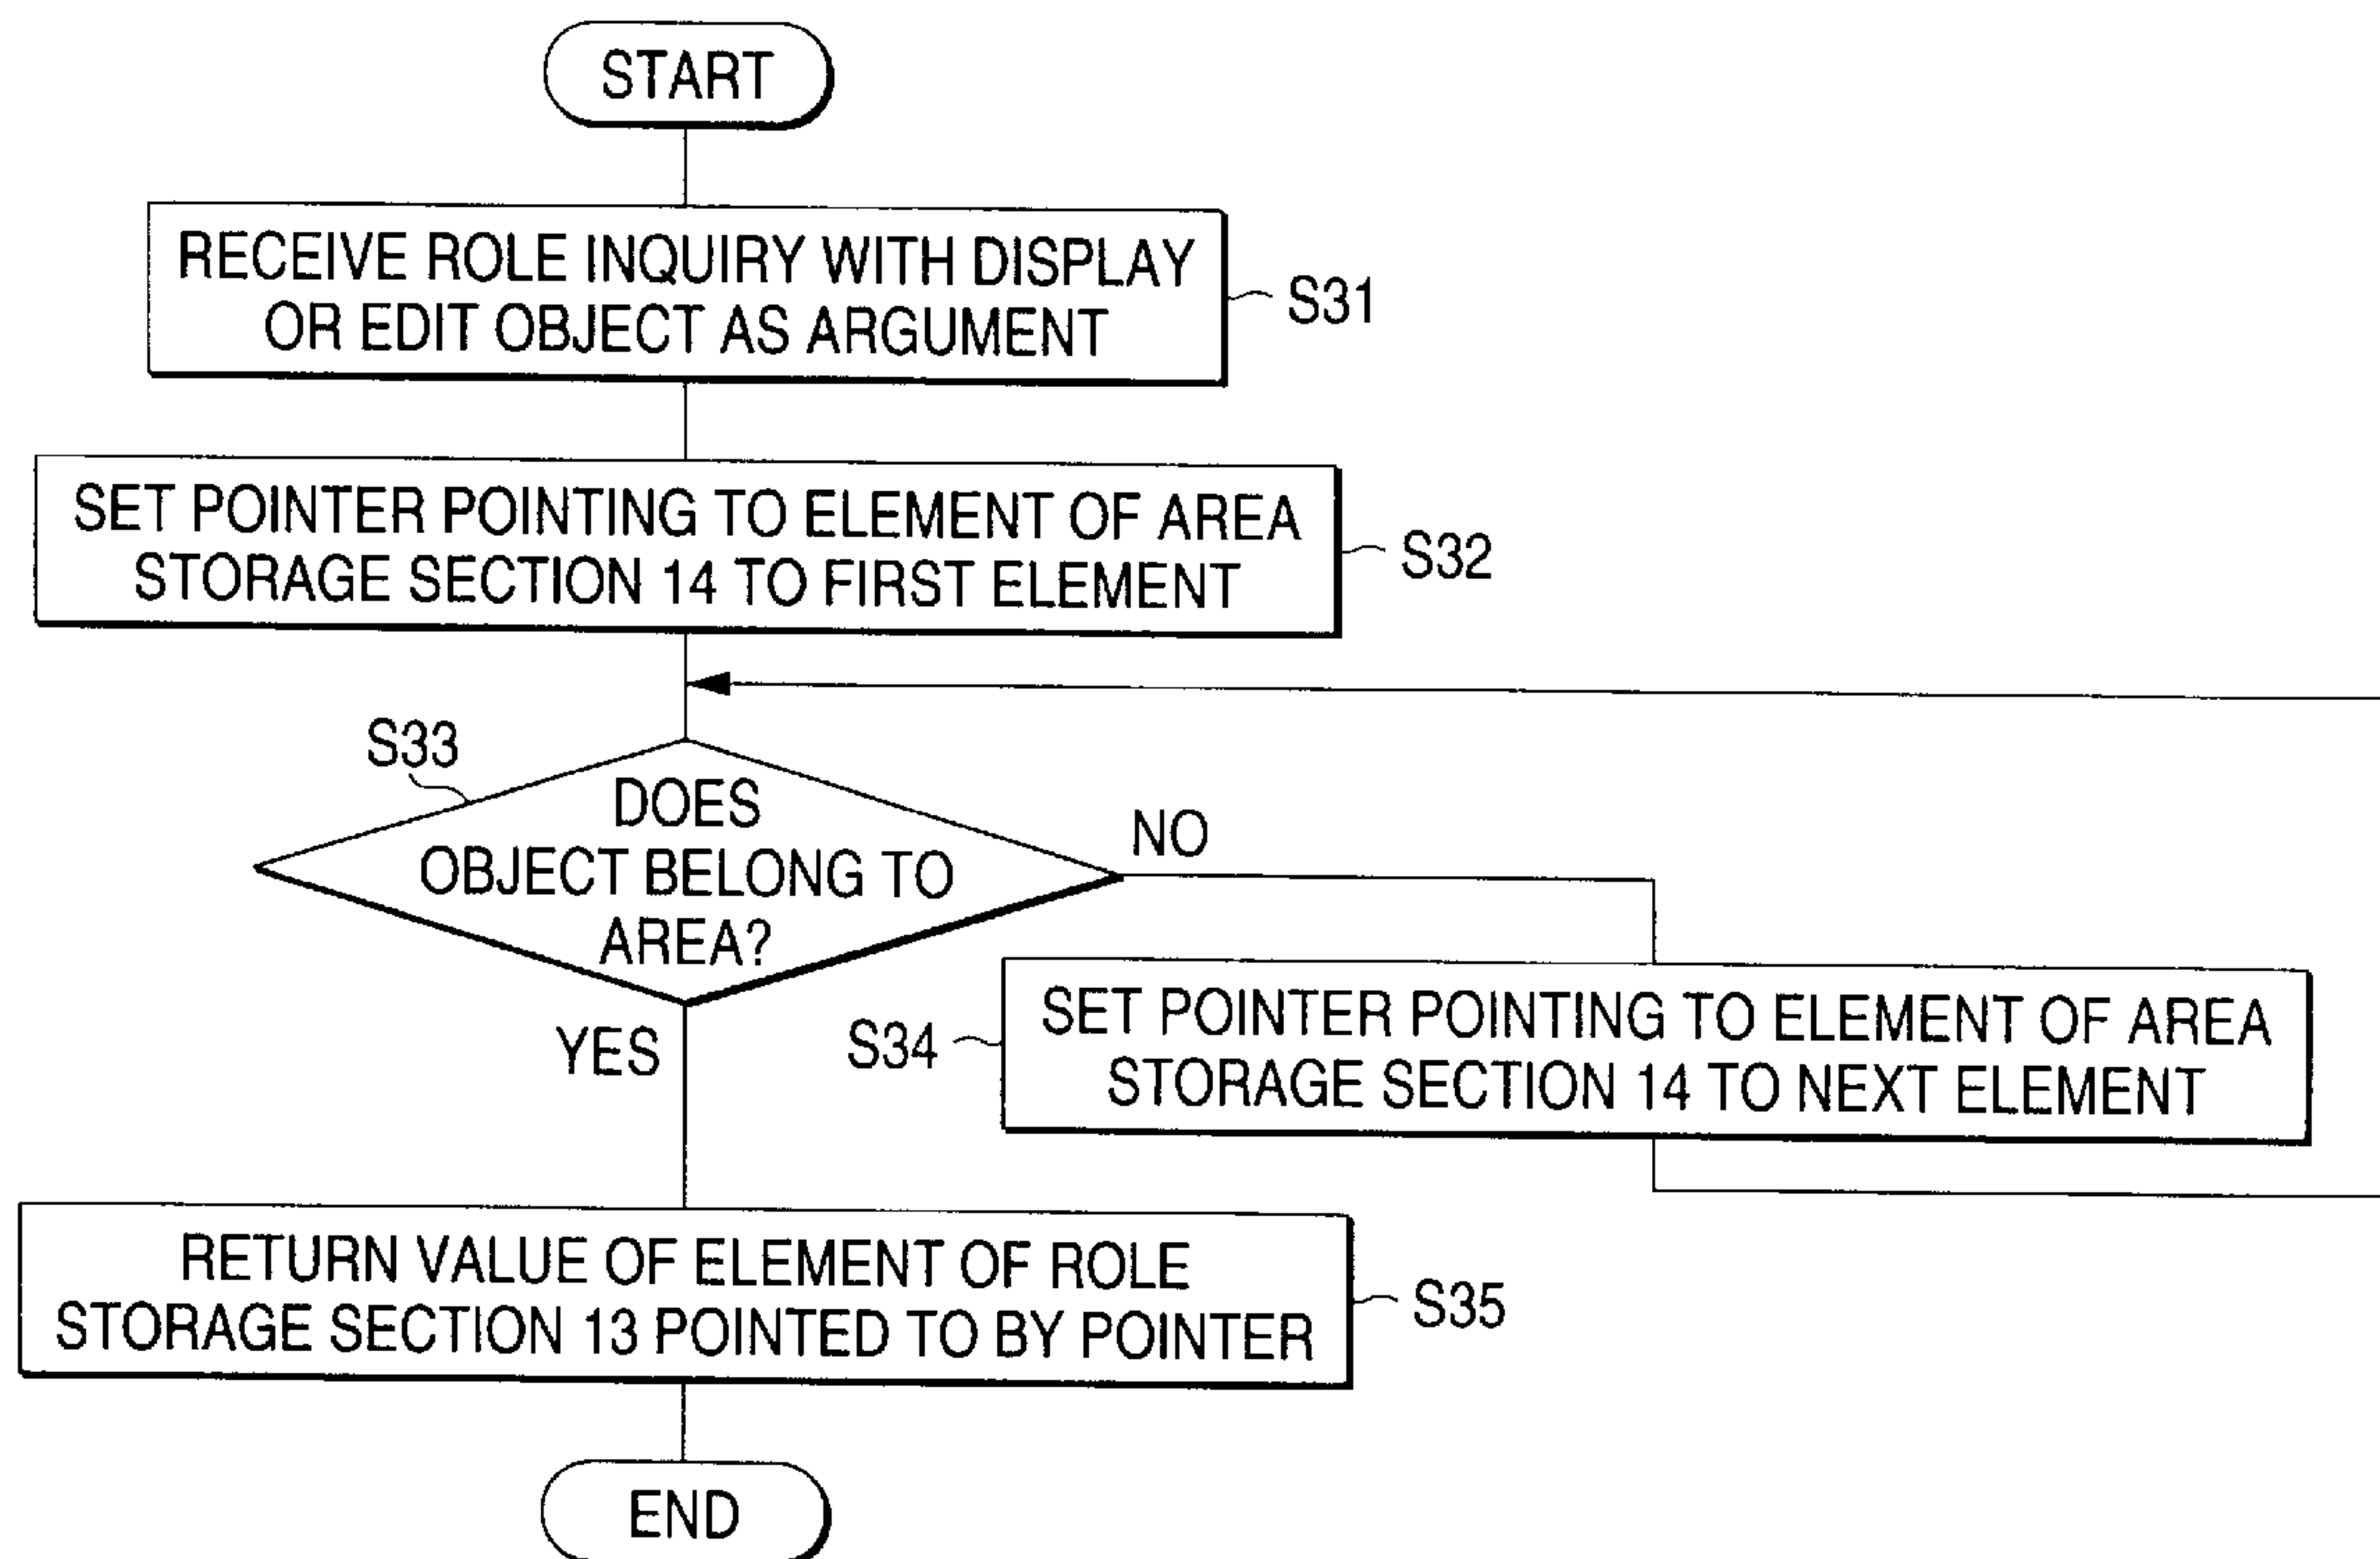 START
RECEIVE ROLE INQUIRY WITH DISPLAY
OR EDIT OBJECT AS ARGUMENT
S31
SET POINTER POINTING TO ELEMENT OF AREA
STORAGE SECTION 14 TO FIRST ELEMENT
S32
S33
DOES
OBJECT BELONG TO
AREA?
NO
YES
S34
SET POINTER POINTING TO ELEMENT OF AREA
STORAGE SECTION 14 TO NEXT ELEMENT
RETURN VALUE OF ELEMENT OF ROLE
STORAGE SECTION 13 POINTED TO BY POINTER
S35
END